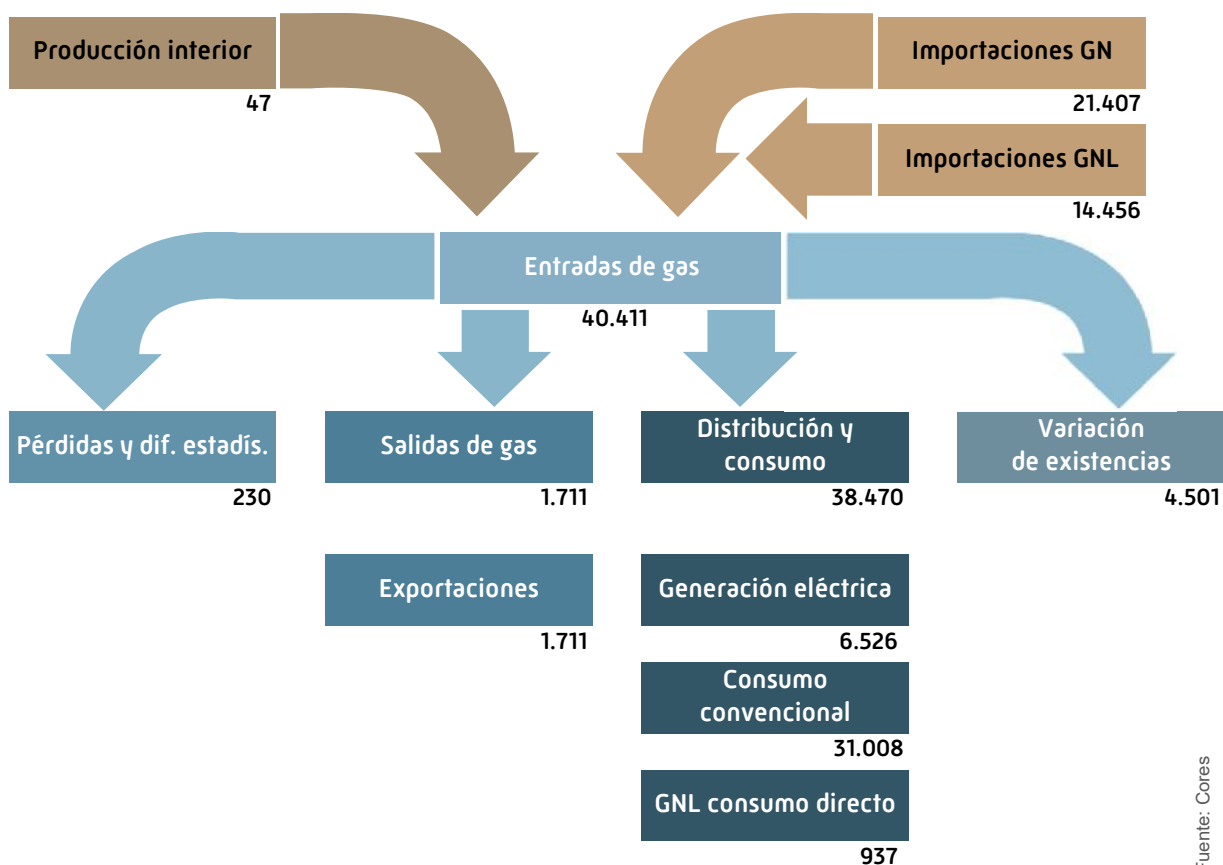 Producción interior
47
Importaciones GN
21.407
Importaciones GNL
14.456
Entradas de gas
40.411
Pérdidas y dif. estadís.
230
Salidas de gas
1.711
Distribución y
consumo
38.470
Variación
de existencias
4.501
Exportaciones
1.711
Generación eléctrica
6.526
Consumo
convencional
31.008
GNL consumo directo
937
Fuente: Cores